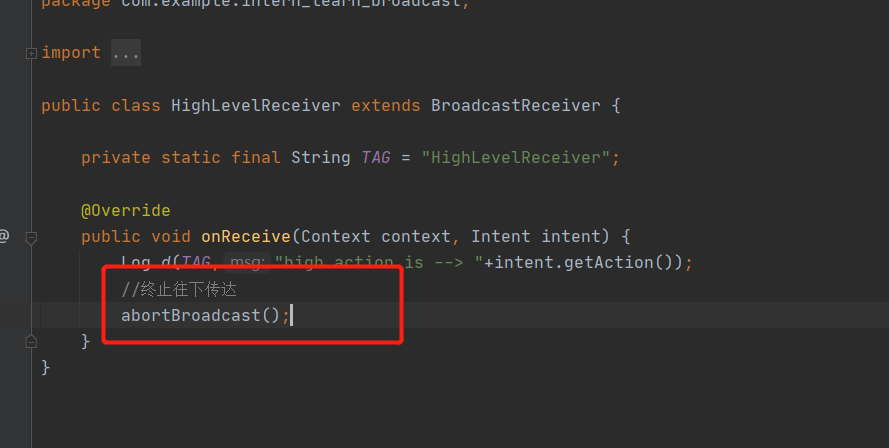 package com.example.intern_learn_broadcast;
import ...
public class HighLevelReceiver extends BroadcastReceiver {
private static final String TAG = "HighLevelReceiver";
@Override
@
public void onReceive(Context context, Intent intent) {
Log.d(TAG, msg: "high action is --> "+intent.getAction());
//终止往下传达
abortBroadcast();
}
}